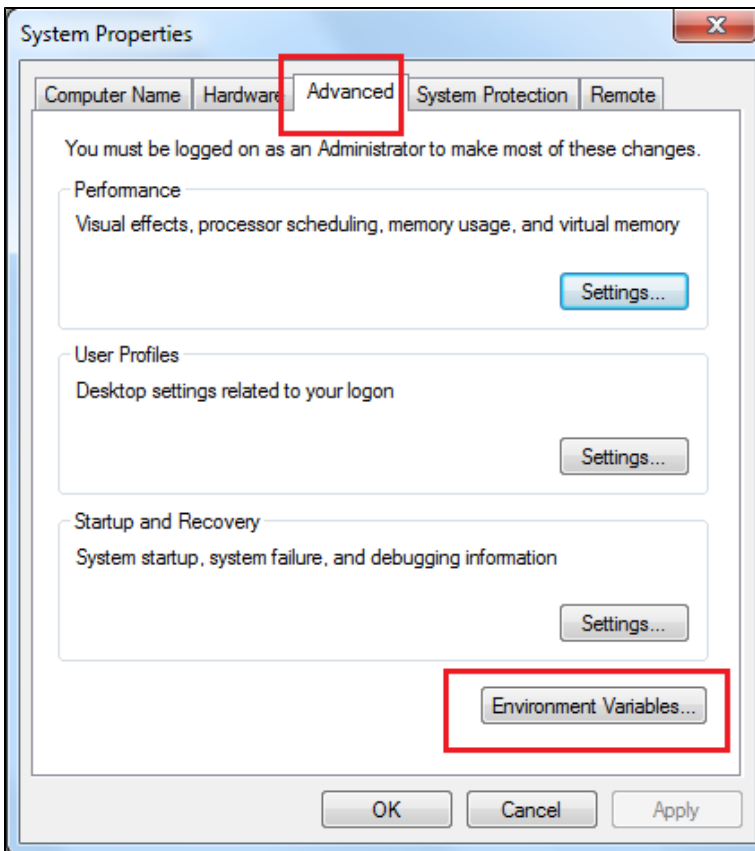 System Properties
Computer Name Hardware Advanced System Protection Remote
You must be logged on as an Administrator to make most of these changes.
Performance
Visual effects, processor scheduling, memory usage, and virtual memory
Settings...
User Profiles
Desktop settings related to your logon
Settings...
Startup and Recovery
System startup, system failure, and debugging information
Settings...
Environment Variables...
OK Cancel Apply